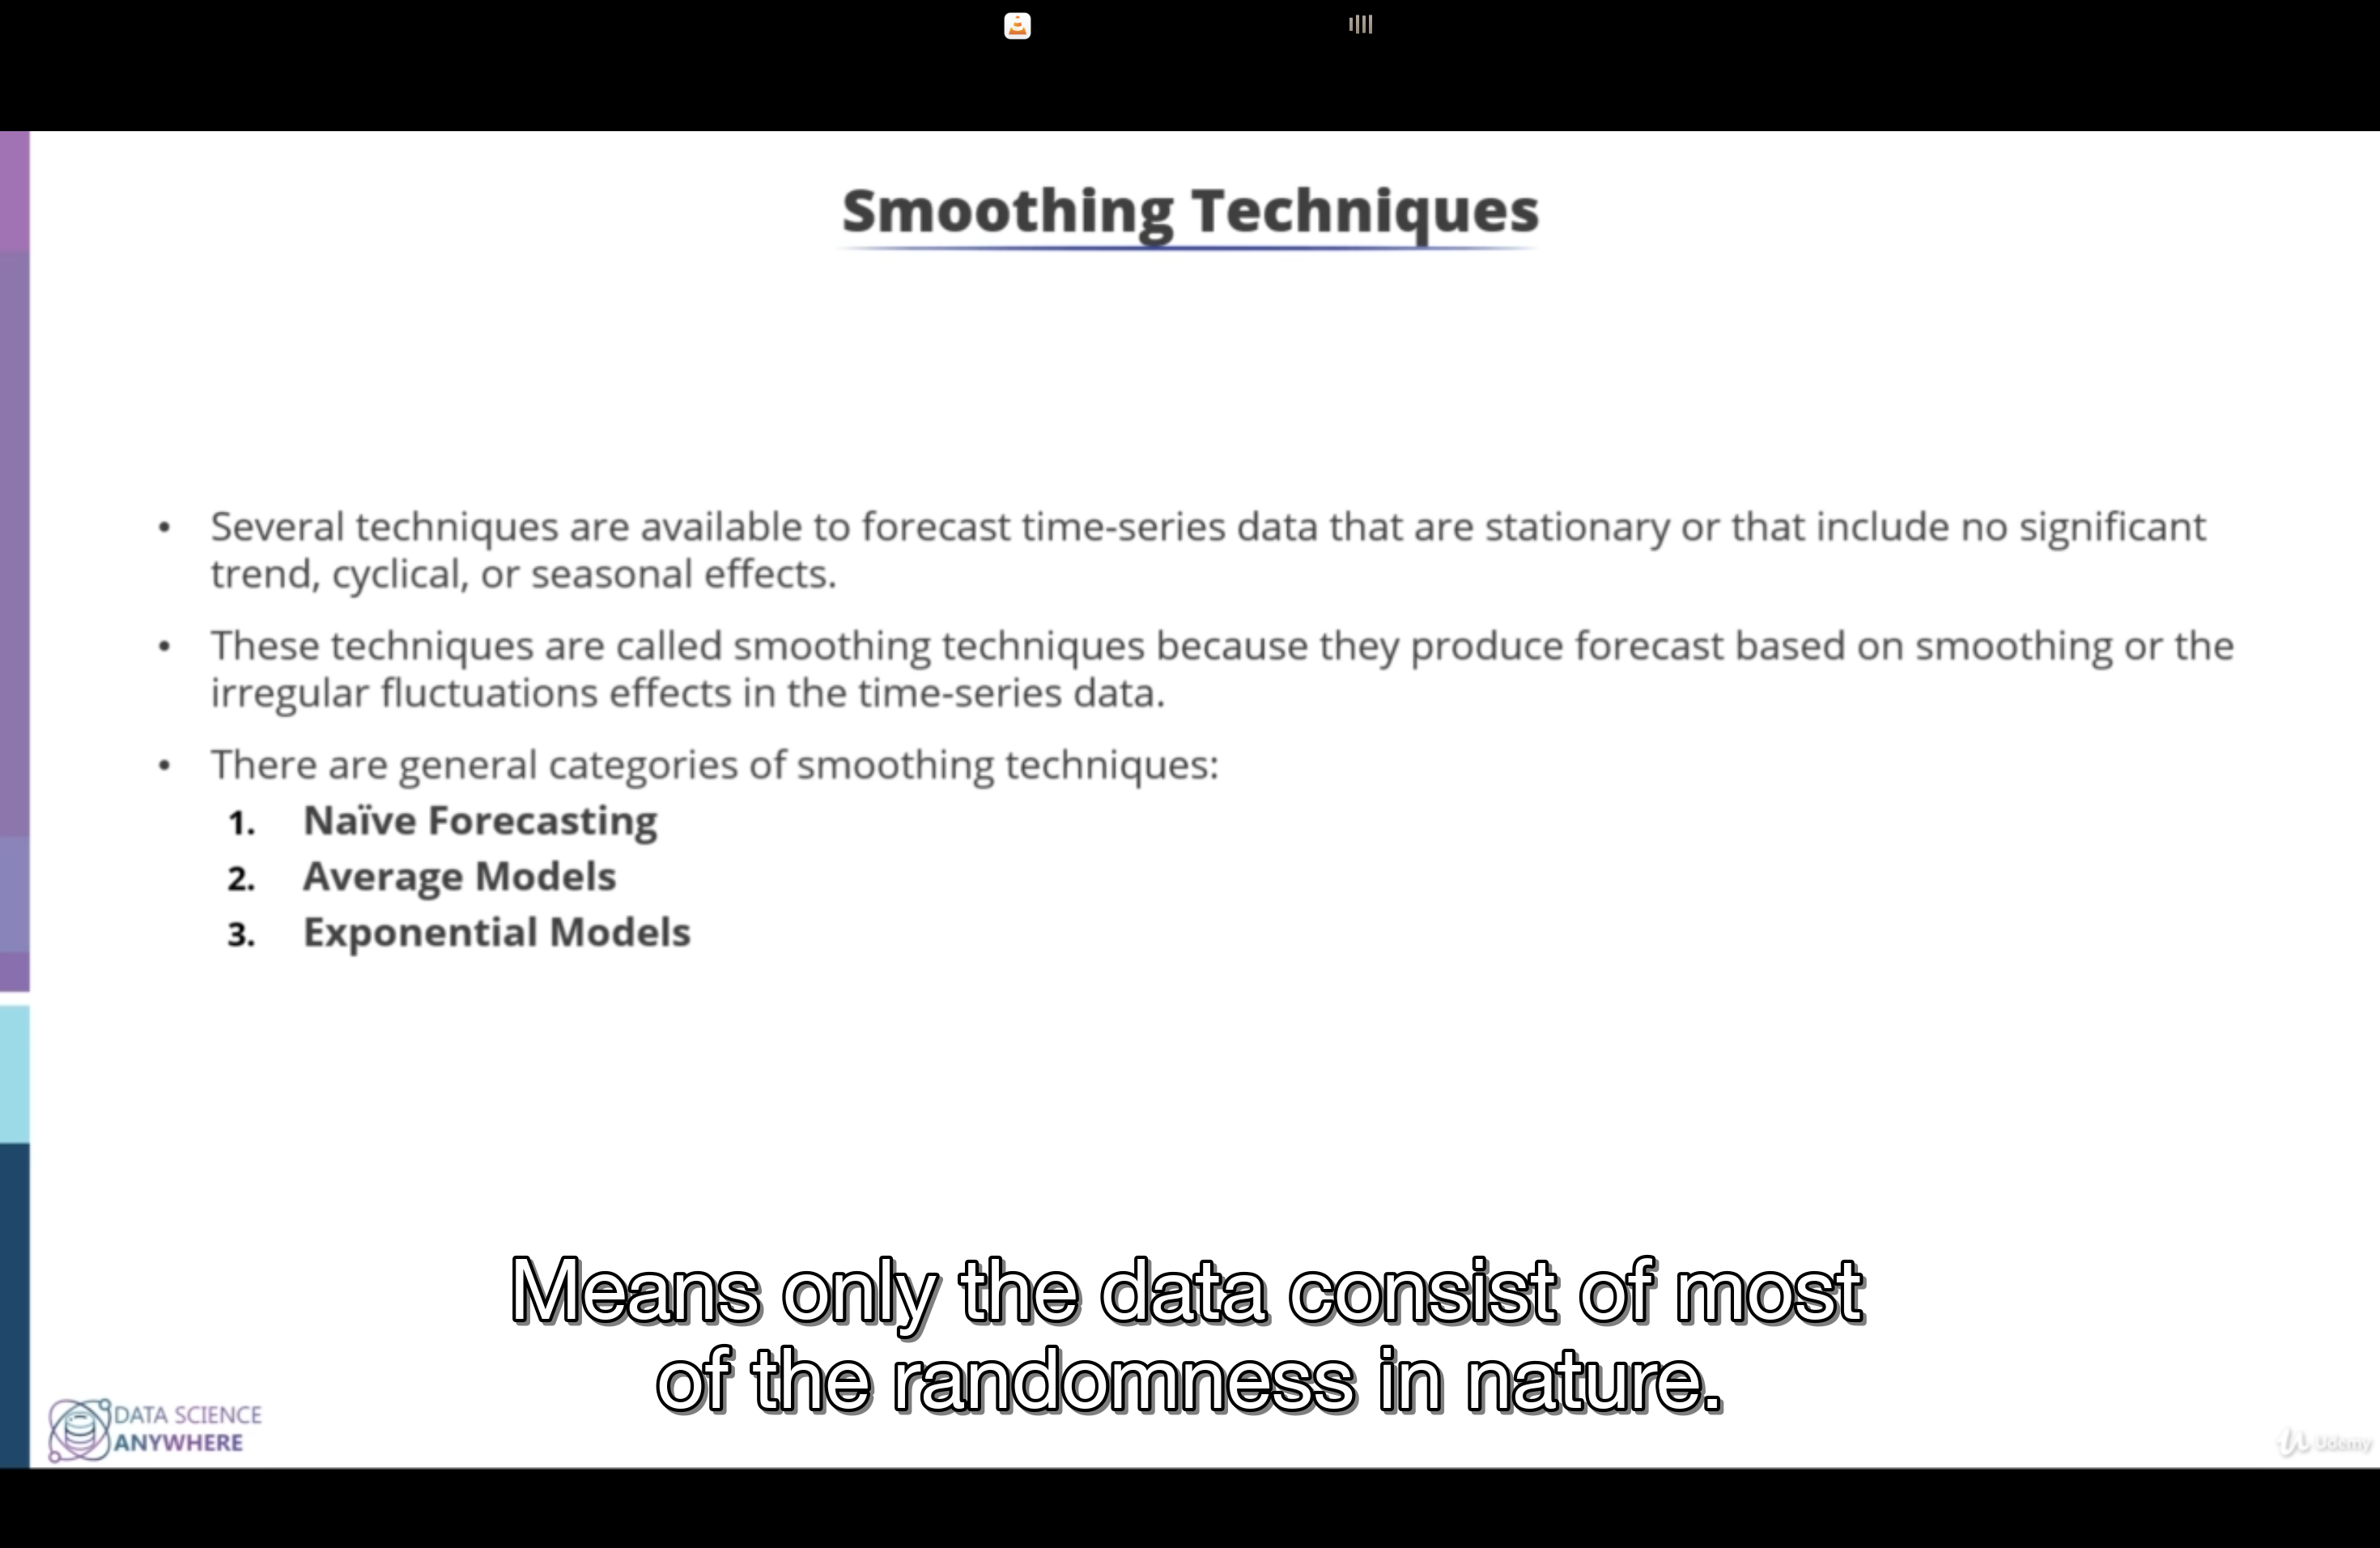 Smoothing Techniques
• Several techniques are available to forecast time-series data that are stationary or that include no significant
trend, cyclical, or seasonal effects.
• These techniques are called smoothing techniques because they produce forecast based on smoothing or the
irregular fluctuations effects in the time-series data.
• There are general categories of smoothing techniques:
1. Naïve Forecasting
2. Average Models
3. Exponential Models
Means only the data consist of most
of the randomness in nature.
DATA SCIENCE
ANYWHERE
Udemy